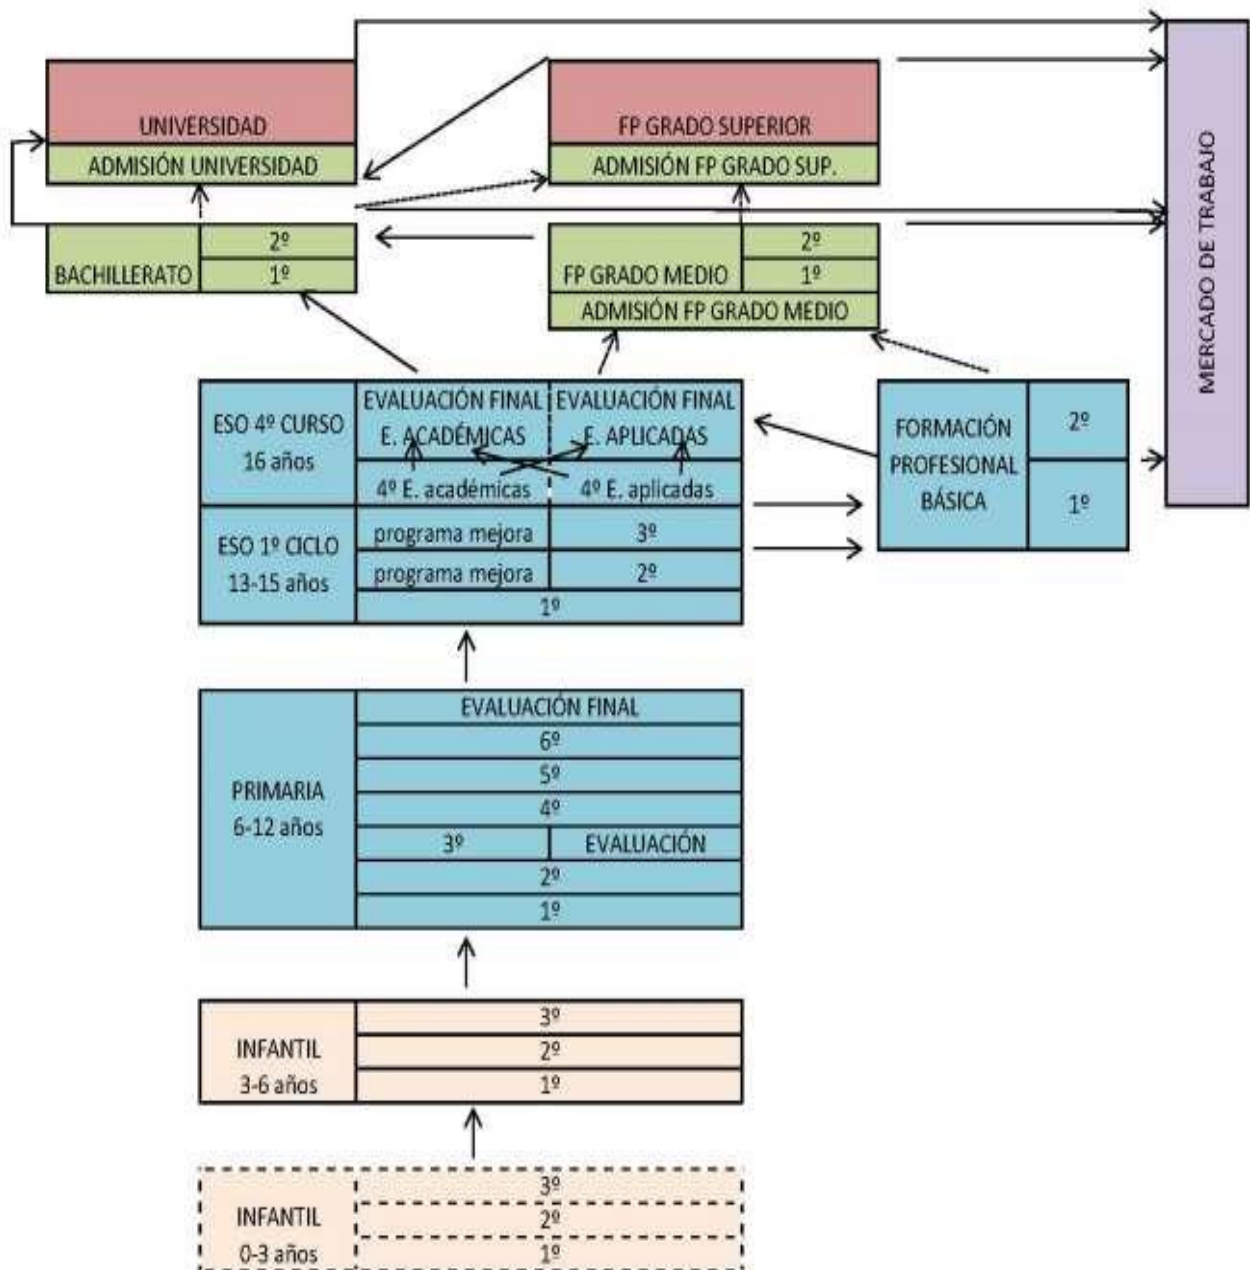 UNIVERSIDAD
ADMISIÓN UNIVERSIDAD
FP GRADO SUPERIOR
ADMISIÓN FP GRADO SUP.
MERCADO DE TRABAJO
BACHILLERATO
2º
1º
FP GRADO MEDIO
2º
1º
ADMISIÓN FP GRADO MEDIO
ESO 4º CURSO
16 años
EVALUACIÓN FINAL
E. ACADÉMICAS
EVALUACIÓN FINAL
E. APLICADAS
4º E. académicas
4º E. aplicadas
FORMACIÓN
PROFESIONAL
BÁSICA
2º
1º
ESO 1º CICLO
13-15 años
programa mejora
3º
programa mejora
2º
1º
PRIMARIA
6-12 años
EVALUACIÓN FINAL
6º
5º
4º
3º
EVALUACIÓN
2º
1º
INFANTIL
3-6 años
3º
2º
1º
INFANTIL
0-3 años
3º
2º
1º